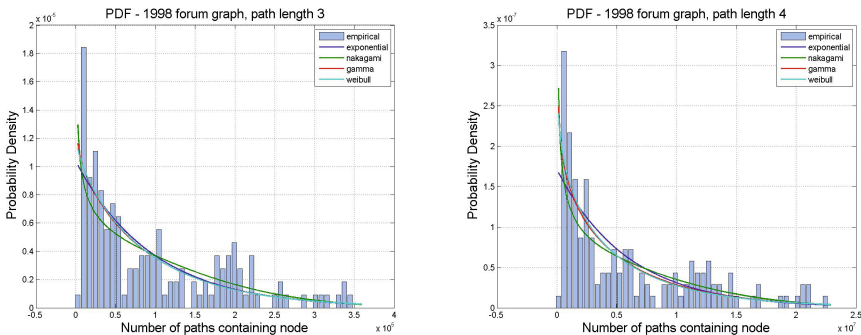 PDF - 1998 forum graph, path length 3
x 10
empirical
exponential
nakagami
gamma
weibull
Probability Density
2
1.8
1.6
1.4
1.2
1
0.8
0.6
0.4
0.2
0
-0.5 0 0.5 1 1.5 2 2.5 3 3.5 4
Number of paths containing node
x 10
PDF - 1998 forum graph, path length 4
x 10⁻⁷
empirical
exponential
nakagami
gamma
weibull
Probability Density
3.5
3
2.5
2
1.5
1
0.5
0
-0.5 0 0.5 1 1.5 2 2.5
Number of paths containing node
x 10